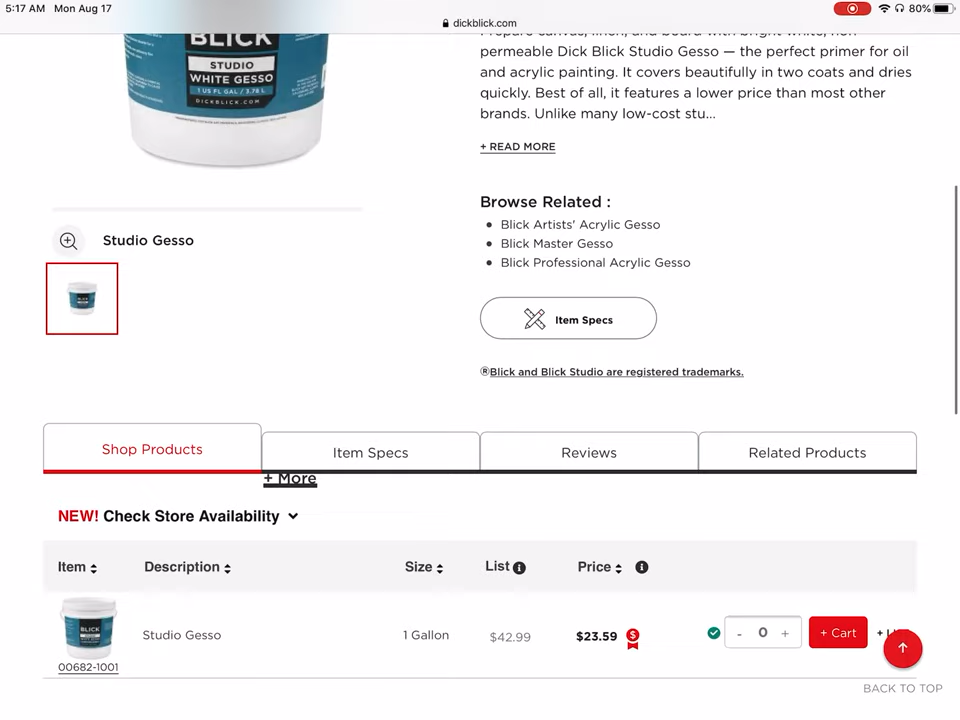 5:17 AM Mon Aug 17
80%
dickblick.com
BLICK
STUDIO
WHITE GESSO
1 US FL GAL / 3.78 L
DICKBLICK.COM
permeable Dick Blick Studio Gesso — the perfect primer for oil
and acrylic painting. It covers beautifully in two coats and dries
quickly. Best of all, it features a lower price than most other
brands. Unlike many low-cost stu...
+ READ MORE
Browse Related :
Blick Artists' Acrylic Gesso
Blick Master Gesso
Blick Professional Acrylic Gesso
Studio Gesso
Item Specs
®Blick and Blick Studio are registered trademarks.
Shop Products
Item Specs
Reviews
Related Products
+ More
NEW! Check Store Availability
Item
Description
Size
List
Price
BLICK
Studio Gesso
1 Gallon
$42.99
$23.59
- 0 +
+ Cart
00682-1001
BACK TO TOP